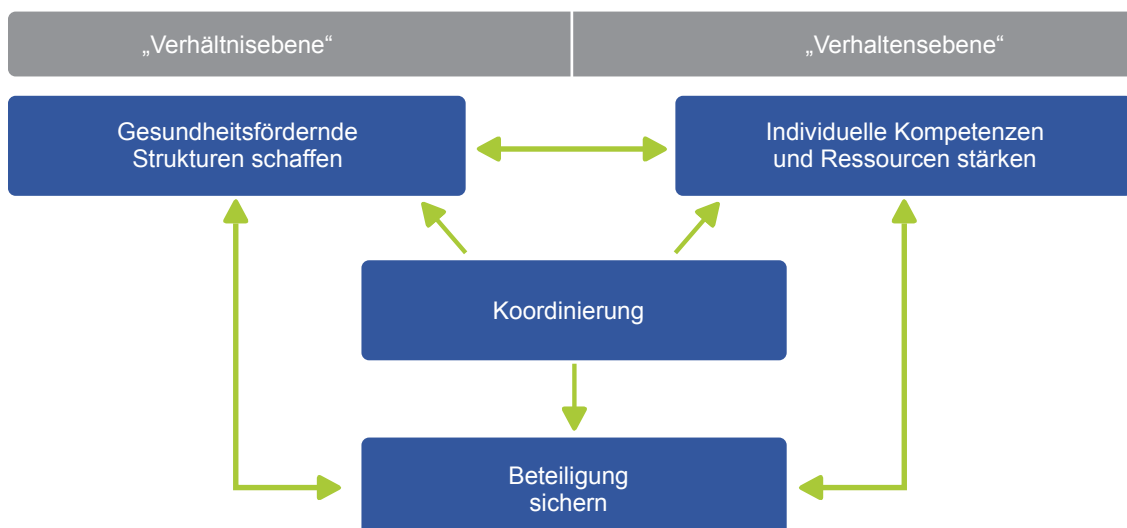 „Verhältnisebene“
„Verhaltensebene“
Gesundheitsfördernde
Strukturen schaffen
Individuelle Kompetenzen
und Ressourcen stärken
Koordinierung
Beteiligung
sichern